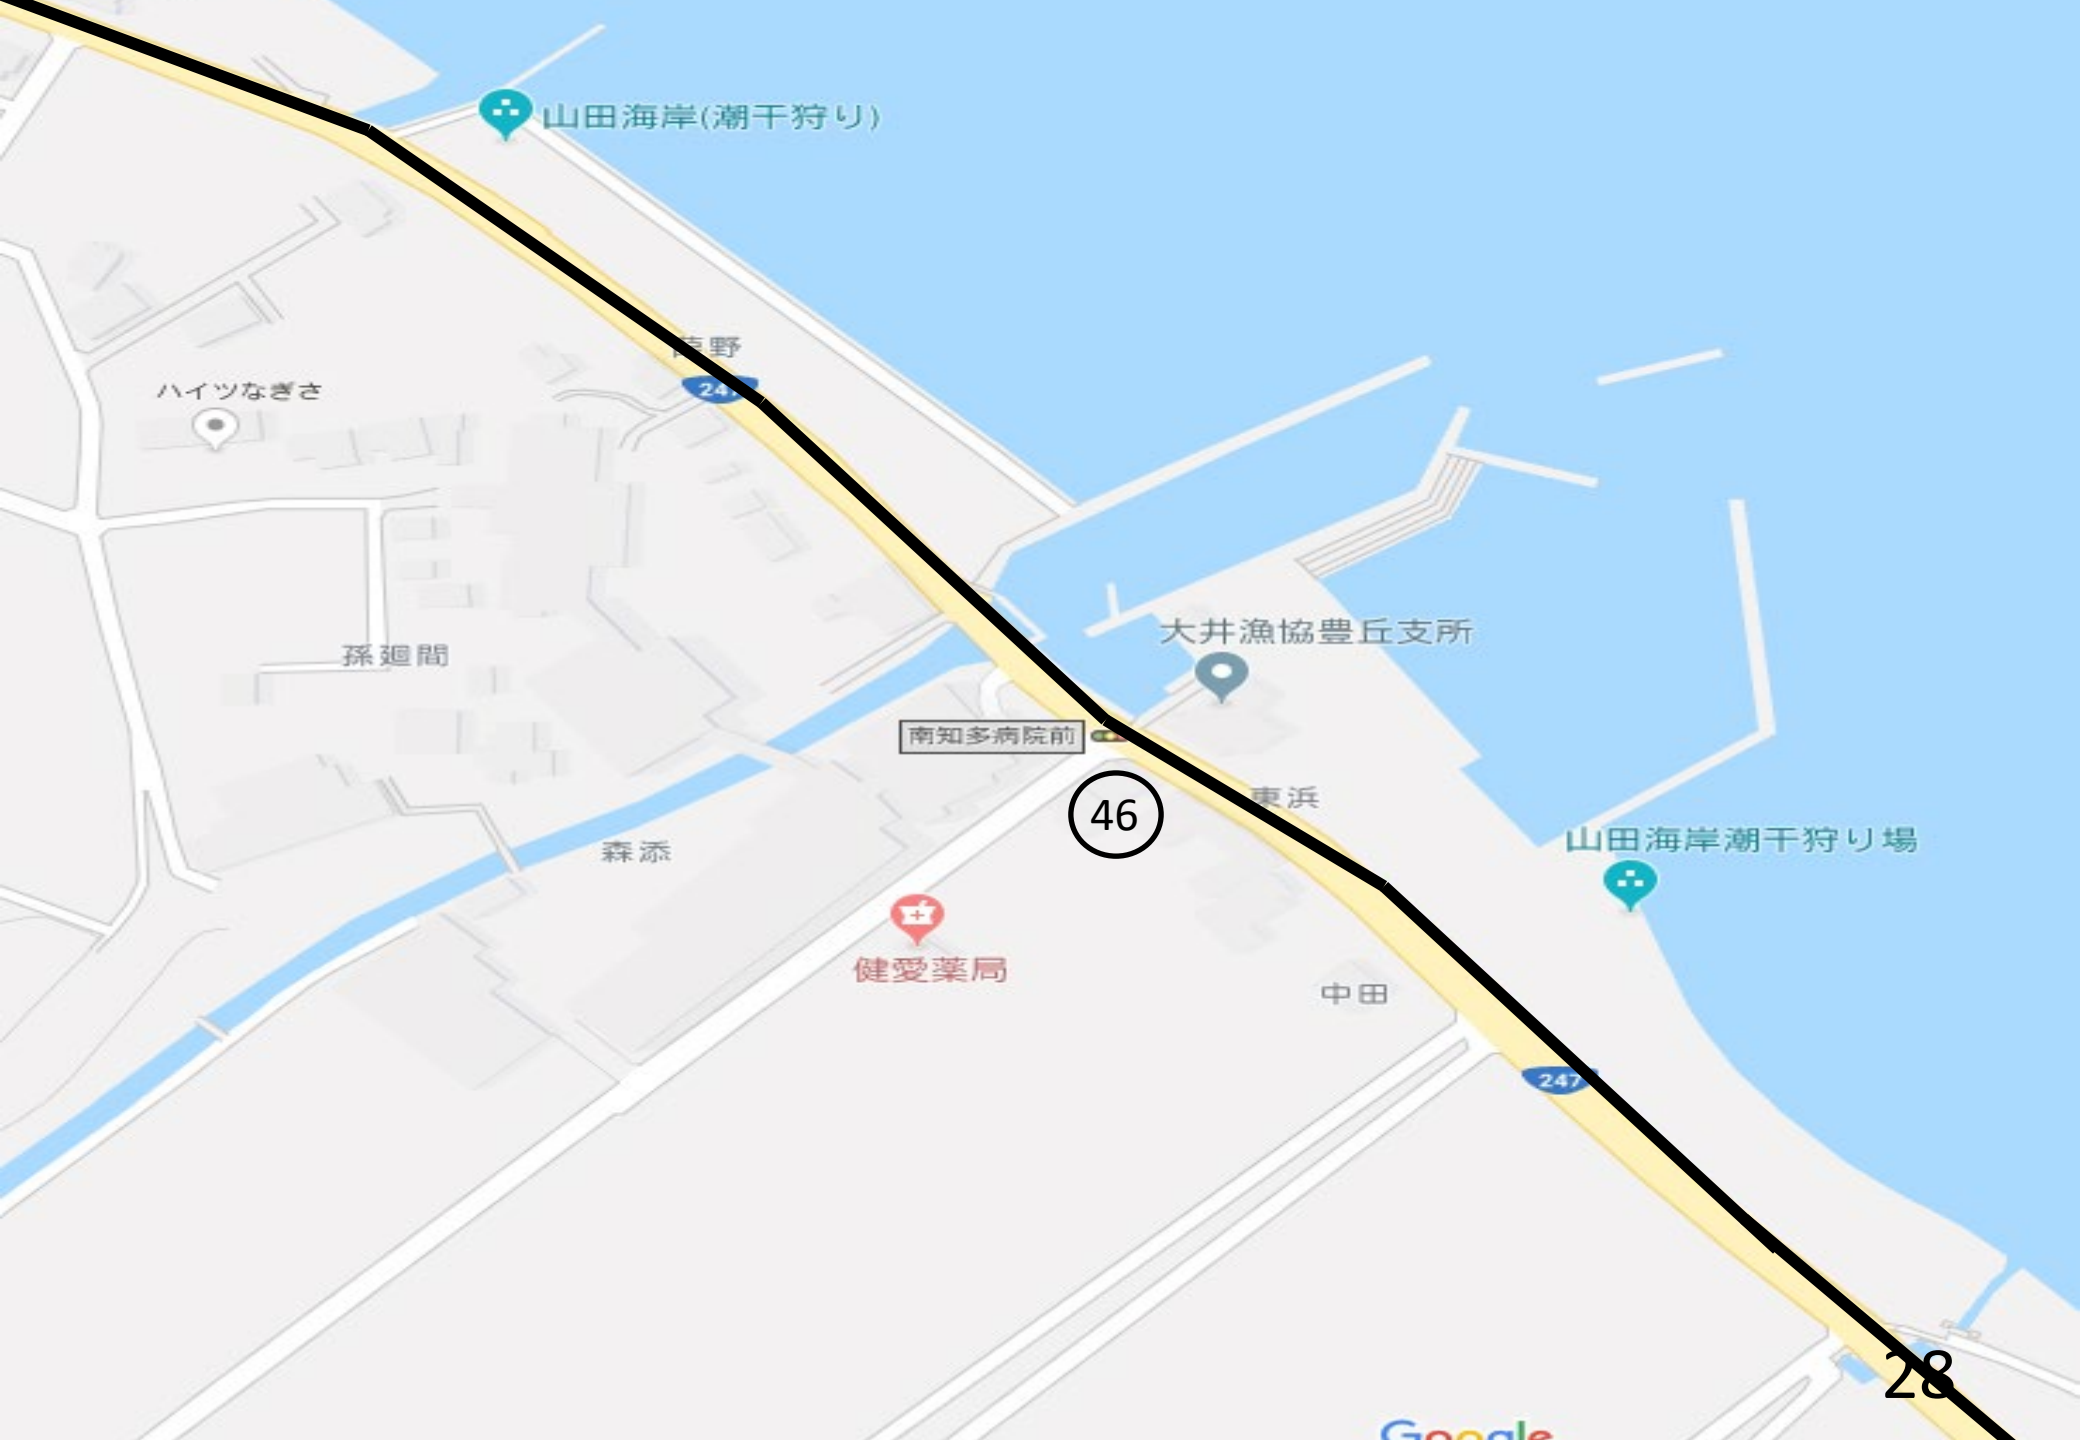 山田海岸(潮干狩り)
野
247
ハイツなぎさ
大井漁協豊丘支所
孫廻間
南知多病院前
東浜
46
山田海岸潮干狩り場
森添
健愛薬局
中田
247
28
Google